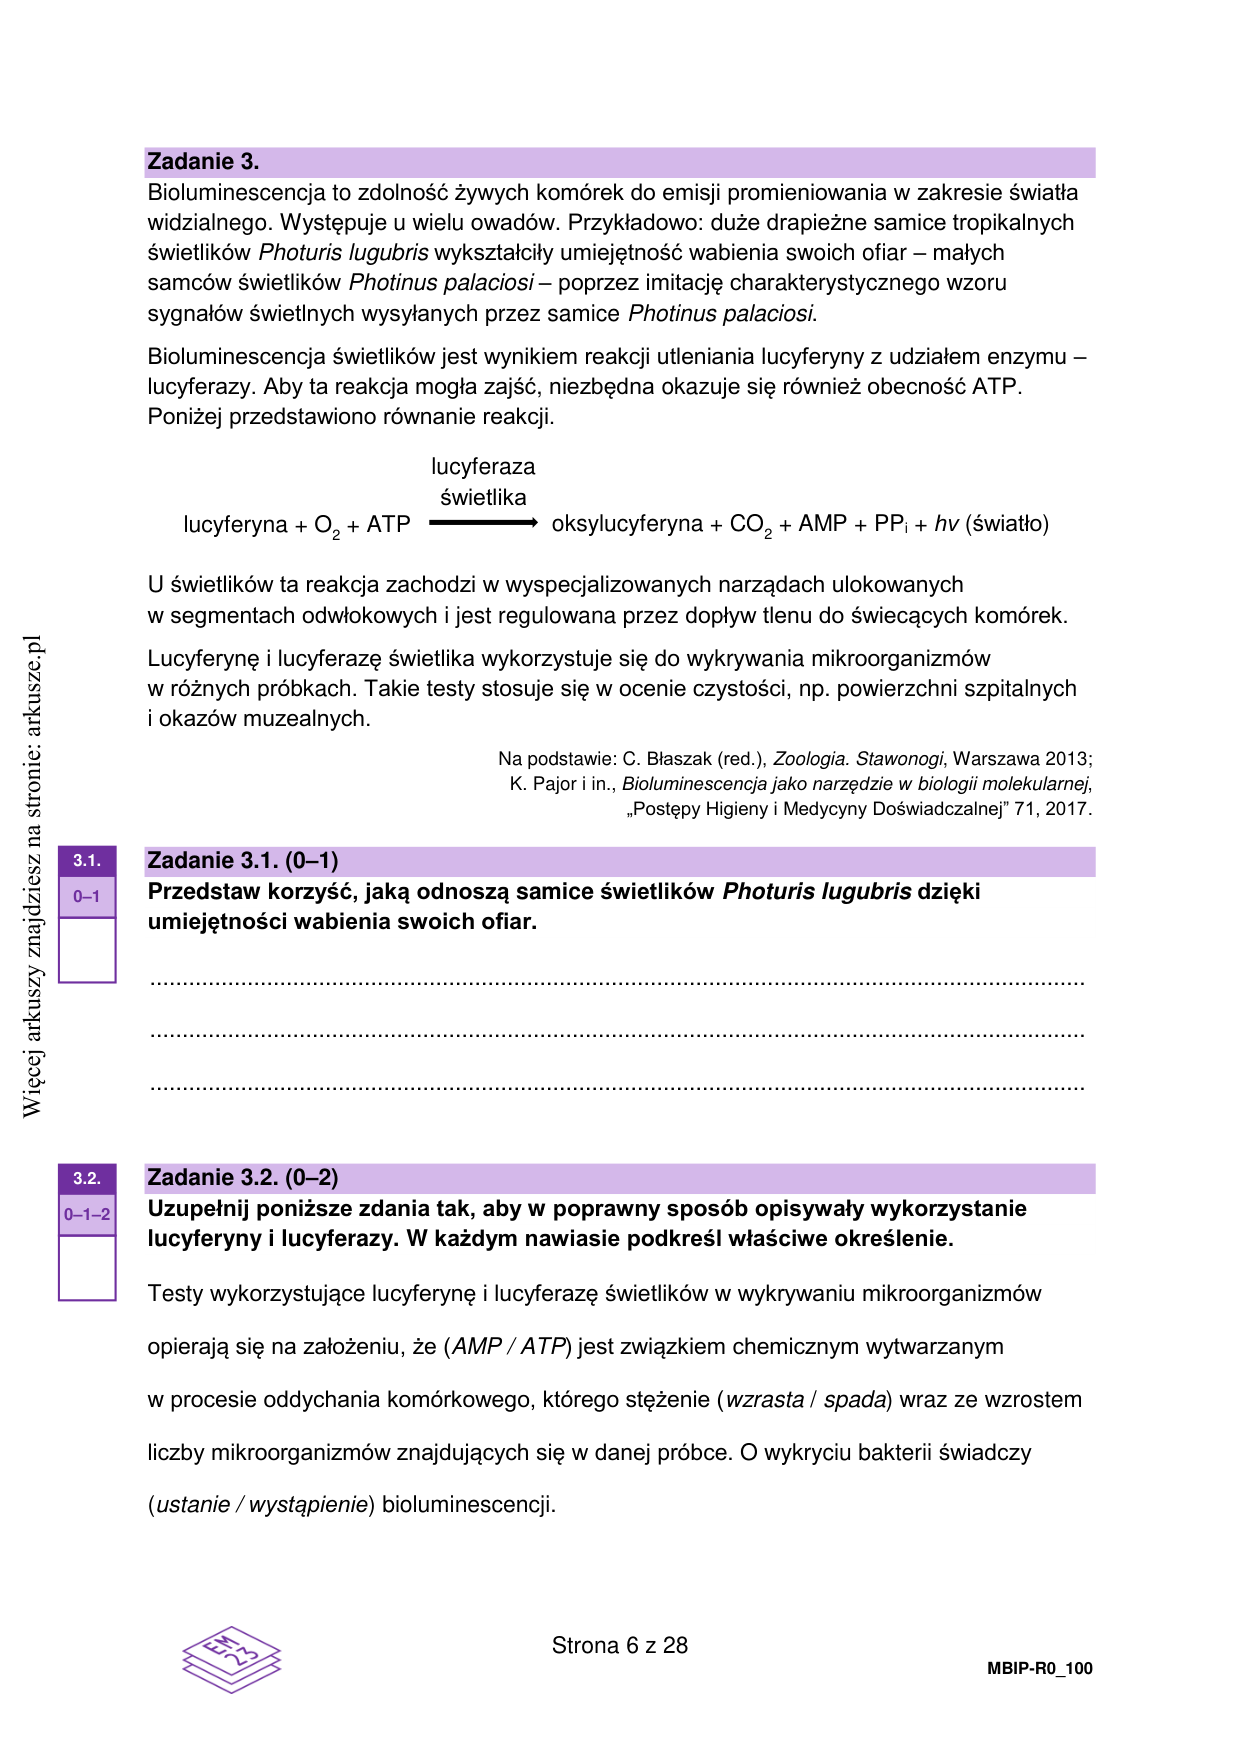 Zadanie 3.
Bioluminescencja to zdolność żywych komórek do emisji promieniowania w zakresie światła
widzialnego. Występuje u wielu owadów. Przykładowo: duże drapieżne samice tropikalnych
świetlików Photuris lugubris wykształciły umiejętność wabienia swoich ofiar – małych
samców świetlików Photinus palaciosi – poprzez imitację charakterystycznego wzoru
sygnałów świetlnych wysyłanych przez samice Photinus palaciosi.
Bioluminescencja świetlików jest wynikiem reakcji utleniania lucyferyny z udziałem enzymu –
lucyferazy. Aby ta reakcja mogła zajść, niezbędna okazuje się również obecność ATP.
Poniżej przedstawiono równanie reakcji.
lucyferaza
świetlika
lucyferyna + O2 + ATP → oksylucyferyna + CO2 + AMP + PPi + hv (światło)
U świetlików ta reakcja zachodzi w wyspecjalizowanych narządach ulokowanych
w segmentach odwłokowych i jest regulowana przez dopływ tlenu do świecących komórek.
Lucyferynę i lucyferazę świetlika wykorzystuje się do wykrywania mikroorganizmów
w różnych próbkach. Takie testy stosuje się w ocenie czystości, np. powierzchni szpitalnych
i okazów muzealnych.
Na podstawie: C. Błaszak (red.), Zoologia. Stawonogi, Warszawa 2013;
K. Pajor i in., Bioluminescencja jako narzędzie w biologii molekularnej,
„Postępy Higieny i Medycyny Doświadczalnej” 71, 2017.
Więcej arkuszy znajdziesz na stronie: arkusze.pl
3.1.
0–1
Zadanie 3.1. (0–1)
Przedstaw korzyść, jaką odnoszą samice świetlików Photuris lugubris dzięki
umiejętności wabienia swoich ofiar.
3.2.
0–1–2
Zadanie 3.2. (0–2)
Uzupełnij poniższe zdania tak, aby w poprawny sposób opisywały wykorzystanie
lucyferyny i lucyferazy. W każdym nawiasie podkreśl właściwe określenie.
Testy wykorzystujące lucyferynę i lucyferazę świetlików w wykrywaniu mikroorganizmów
opierają się na założeniu, że (AMP / ATP) jest związkiem chemicznym wytwarzanym
w procesie oddychania komórkowego, którego stężenie (wzrasta / spada) wraz ze wzrostem
liczby mikroorganizmów znajdujących się w danej próbce. O wykryciu bakterii świadczy
(ustanie / wystąpienie) bioluminescencji.
EM
23
Strona 6 z 28
MBIP-R0_100